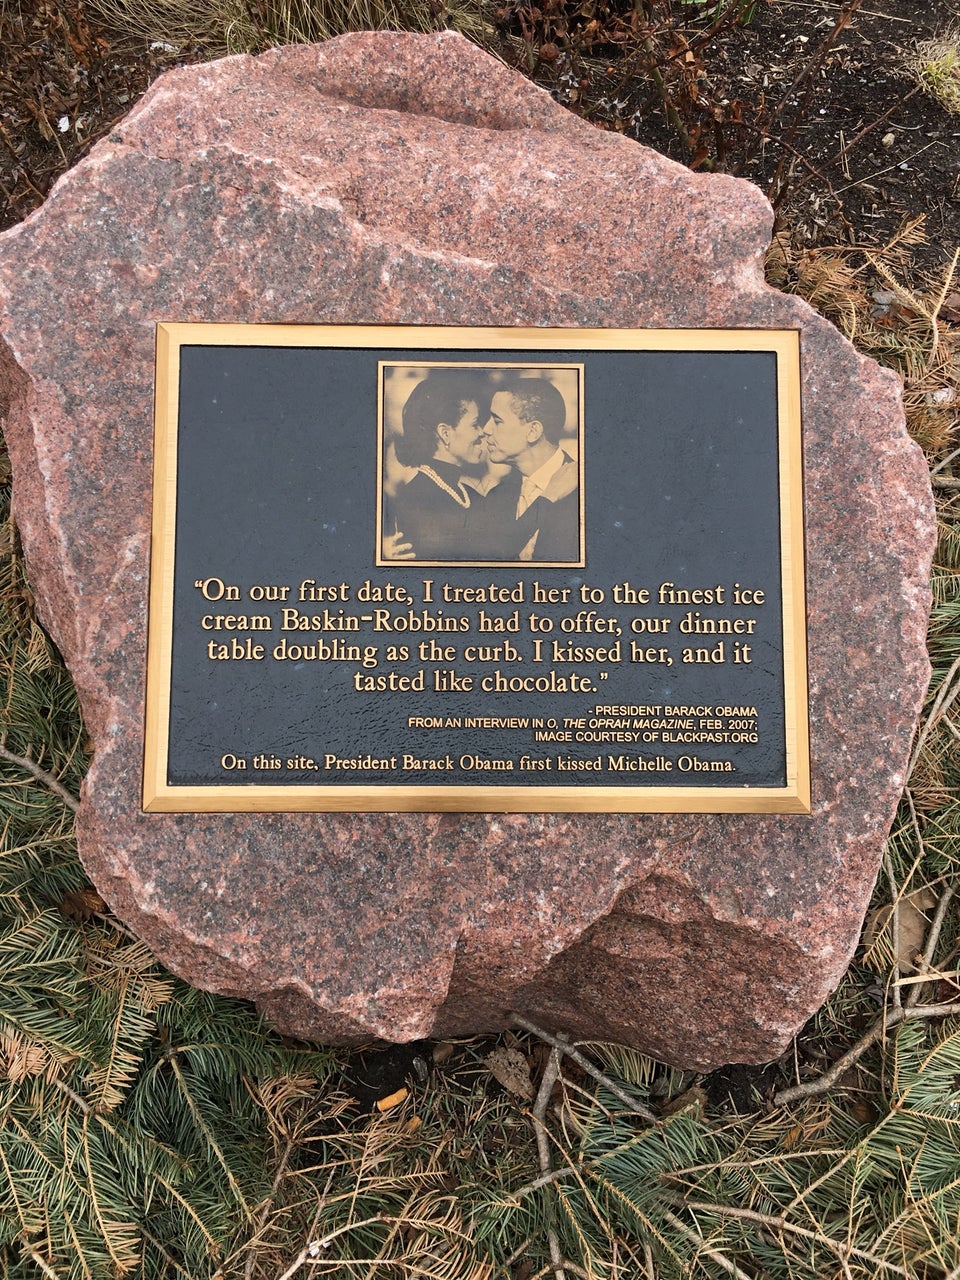 “On our first date, I treated her to the finest ice
cream Baskin-Robbins had to offer, our dinner
table doubling as the curb. I kissed her, and it
tasted like chocolate.”
- PRESIDENT BARACK OBAMA
FROM AN INTERVIEW IN O, THE OPRAH MAGAZINE, FEB. 2007;
IMAGE COURTESY OF BLACKPAST.ORG
On this site, President Barack Obama first kissed Michelle Obama.